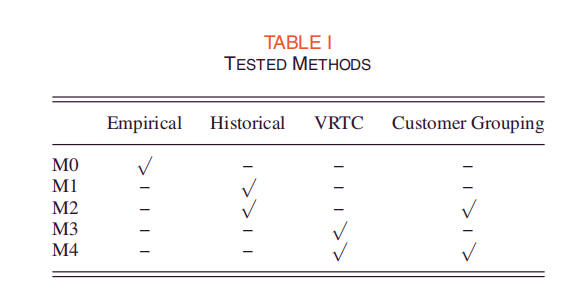 TABLE I
TESTED METHODS
Empirical Historical VRTC Customer Grouping
M0 √ – – –
M1 – √ – –
M2 – √ – √
M3 – – √ –
M4 – – √ √